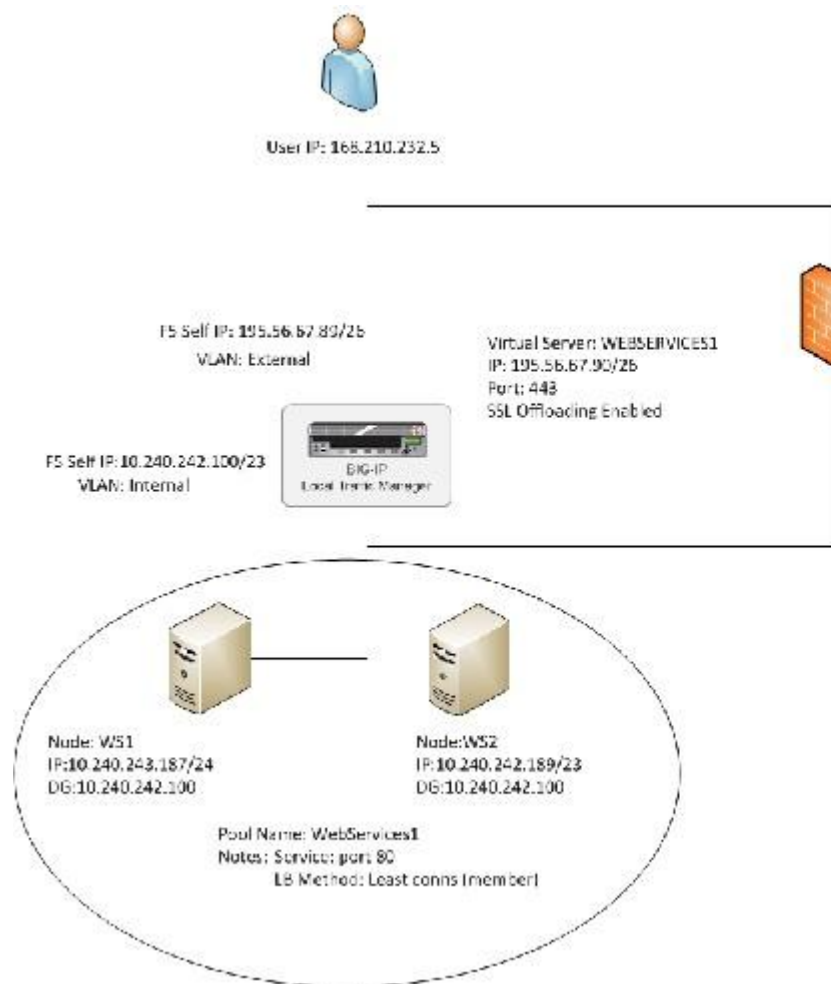 User IP: 168.210.232.5
F5 Self IP: 195.56.67.89/26
VLAN: External
Virtual Server: WEBSERVICES1
IP: 195.56.67.90/26
Port: 443
SSL Offloading Enabled
F5 Self IP:10.240.242.100/23
VLAN: Internal
BIG-IP
Local Traffic Manager
Node: WS1
IP:10.240.243.187/24
DG:10.240.242.100
Node:WS2
IP:10.240.242.189/23
DG:10.240.242.100
Pool Name: WebServices1
Notes: Service: port 80
LB Method: Least conns (member)